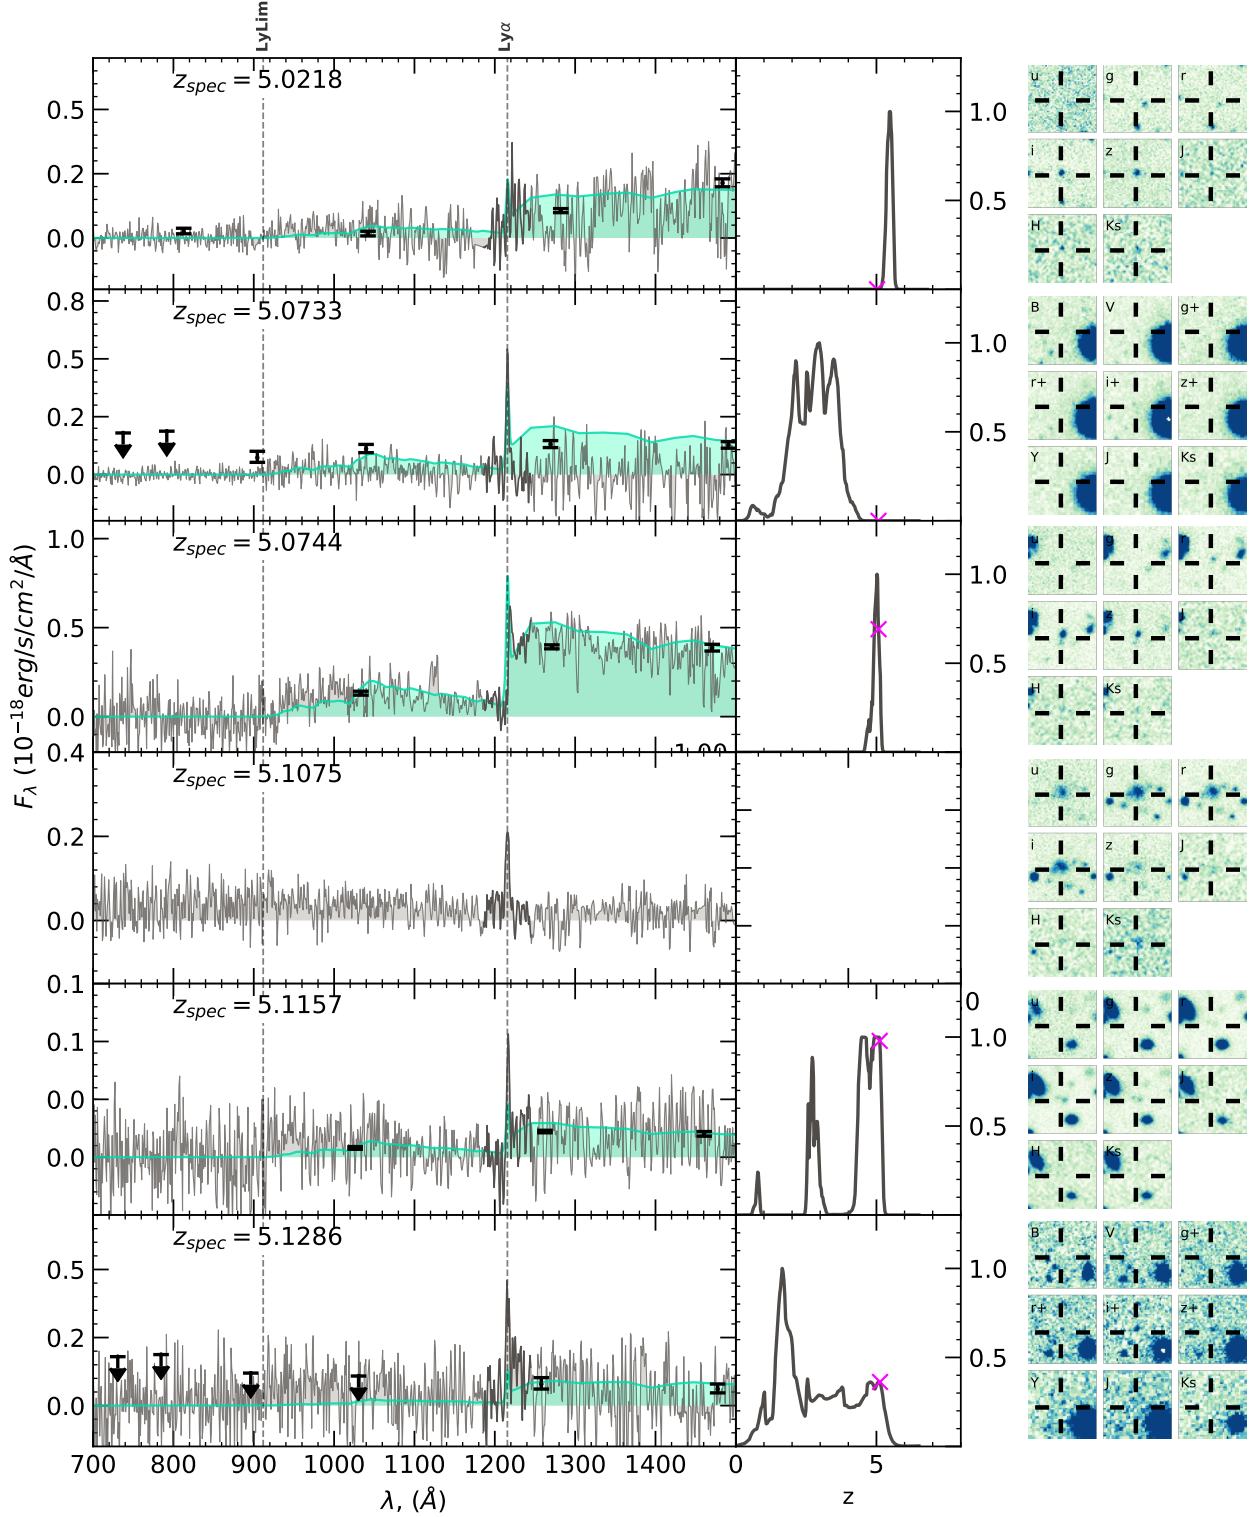 LyLim
Lyα
z_spec = 5.0218
0.5
0.2
0.0
1.0
0.5
u g r
i z J
H Ks
z_spec = 5.0733
0.8
0.5
0.2
0.0
1.0
0.5
B V g+
r+ i+ z+
Y J Ks
z_spec = 5.0744
1.0
0.5
0.0
1.0
0.5
u g r
i z J
H Ks
F_λ (10^−18 erg/s/cm^2/Å)
z_spec = 5.1075
0.4
0.2
0.0
u g r
i z J
H Ks
z_spec = 5.1157
0.1
0.1
0.0
0.0
0
1.0
0.5
u g r
i z J
H Ks
z_spec = 5.1286
0.5
0.2
0.0
1.0
0.5
B V g+
r+ i+ z+
Y J Ks
700 800 900 1000 1100 1200 1300 1400 0 5
λ, (Å)
z